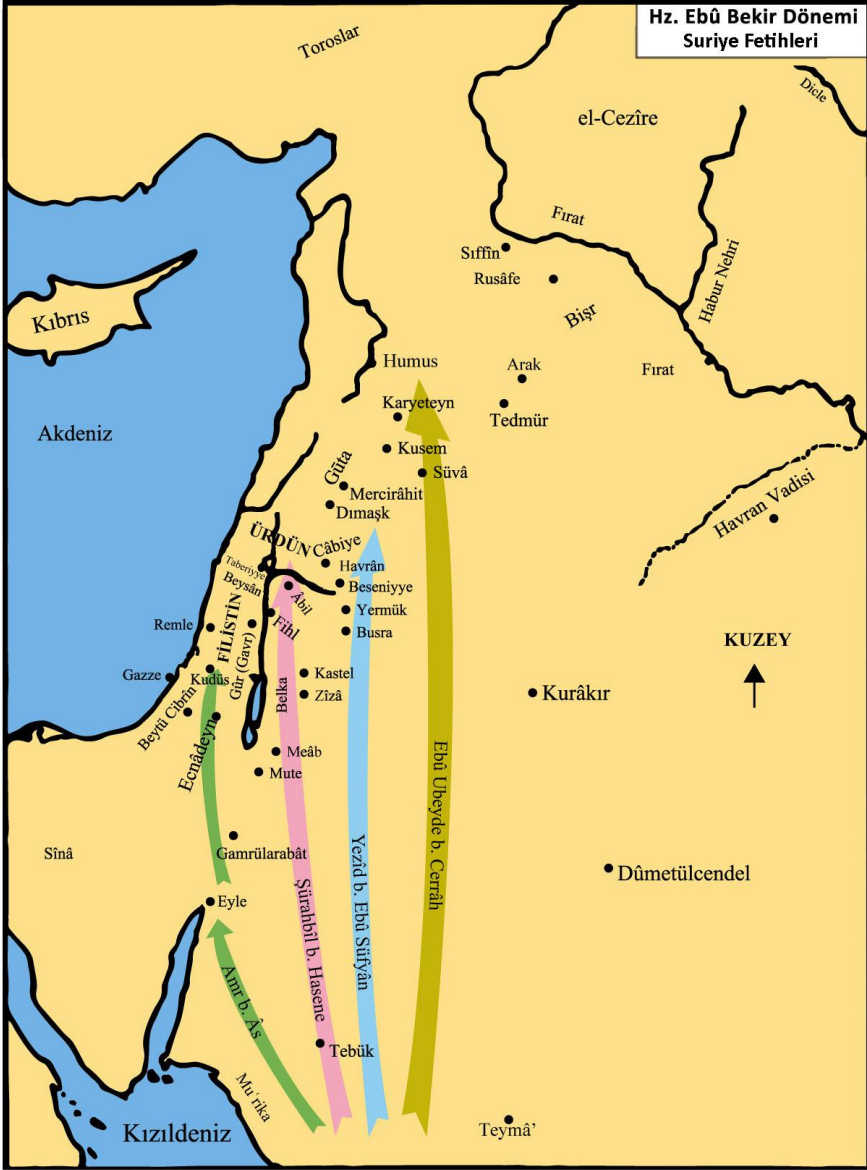 Hz. Ebû Bekir Dönemi
Suriye Fetihleri
Toroslar
Dicle
el-Cezîre
Fırat
Sıffîn
Rusâfe
Habur Nehri
Bişr
Kıbrıs
Humus
Arak
Fırat
Karyeteyn
Tedmür
Akdeniz
Kusem
Gūta
Süvâ
Mercirâhit
Dımaşk
Havran Vadisi
ÜRDÜN
Câbiye
Taberiyye
Havrân
Beysân
Beseniyye
Âbil
Yermük
Fihl
Remle
FİLİSTİN
Busra
Gûr (Gavr)
KUZEY
Gazze
Kudüs
Kastel
Belka
Zîzâ
Kurâkır
Beytü Cibrîn
Ecnâdeyn
Meâb
Mute
Ebû Ubeyde b. Cerrâh
Gamrülarabât
Sînâ
Yezîd b. Ebû Süfyân
Dûmetülcendel
Eyle
Şürahbîl b. Hasene
Amr b. Âs
Tebük
Mu'rika
Kızıldeniz
Teymâ'